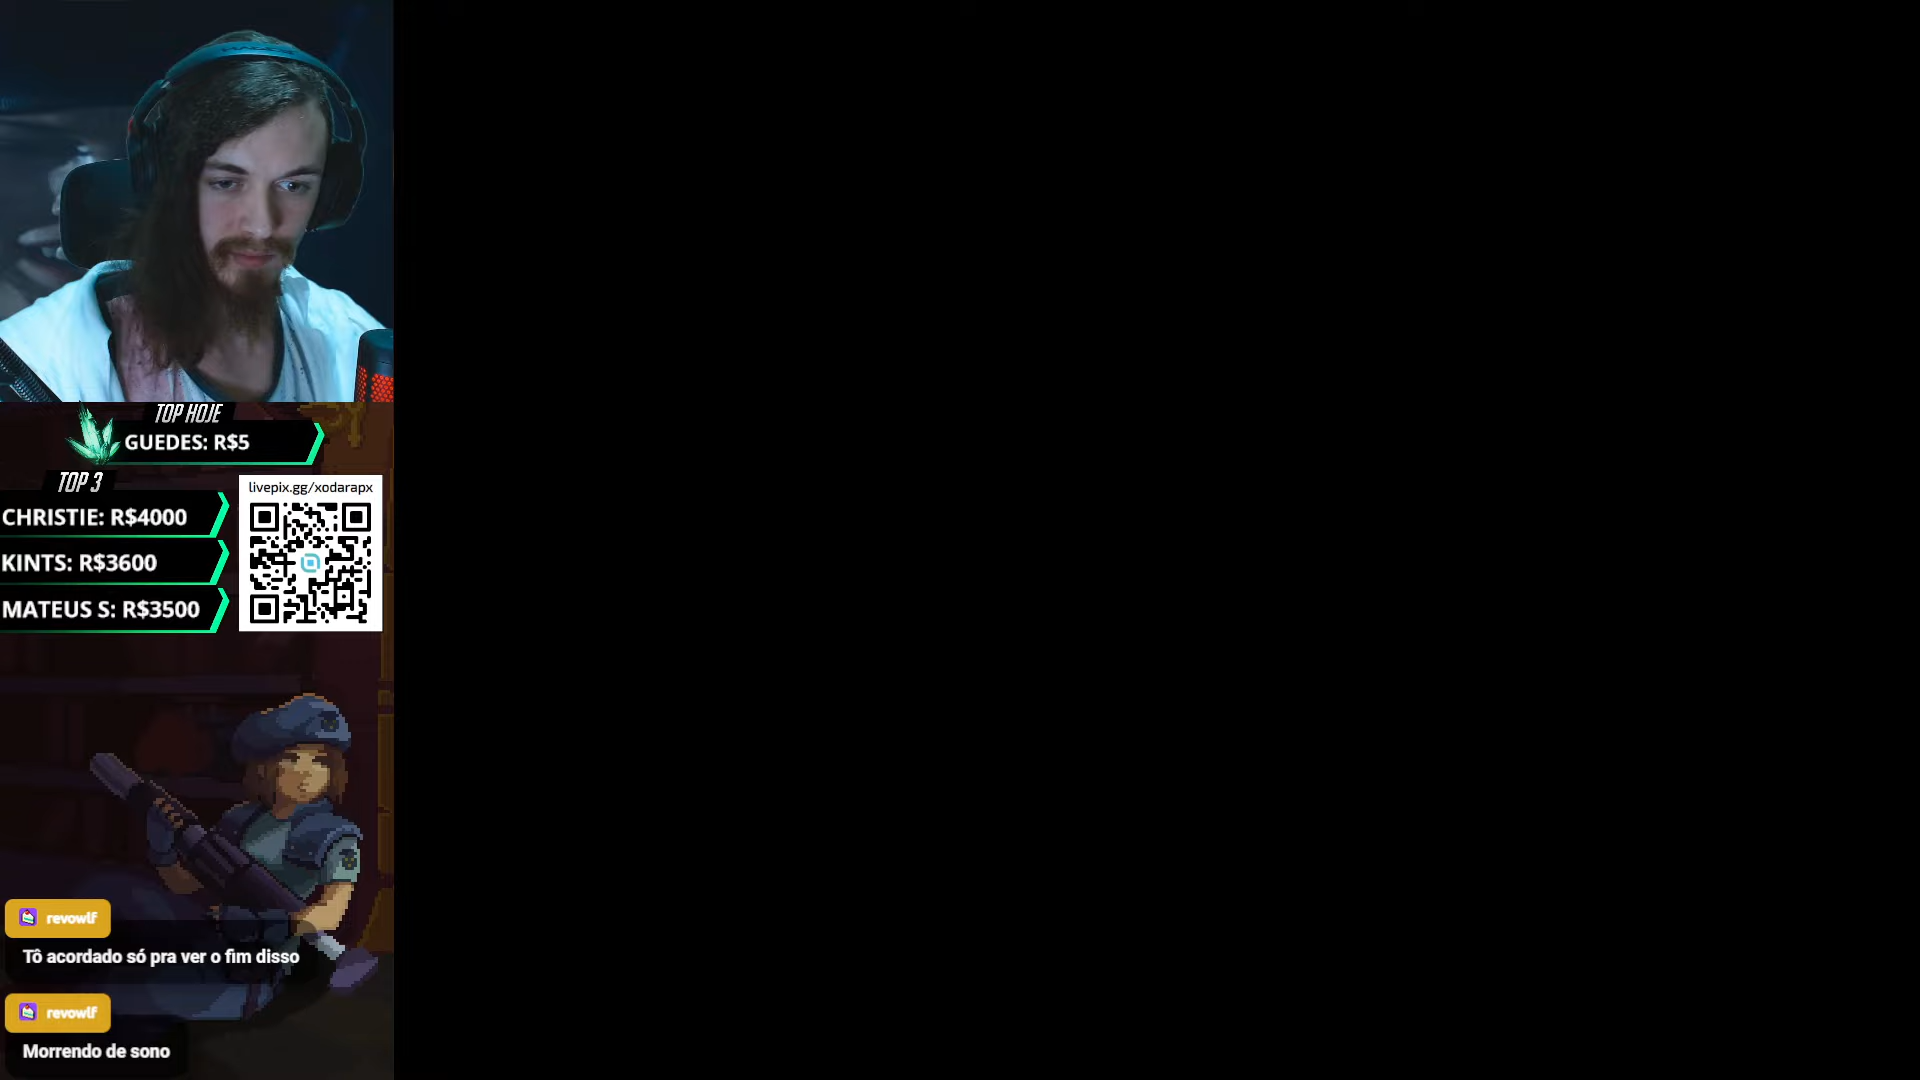 TOP HOJE
GUEDES: R$5
TOP 3
livepix.gg/xodarapx
CHRISTIE: R$4000
KINTS: R$3600
MATEUS S: R$3500
revowlf
Tô acordado só pra ver o fim disso
revowlf
Morrendo de sono